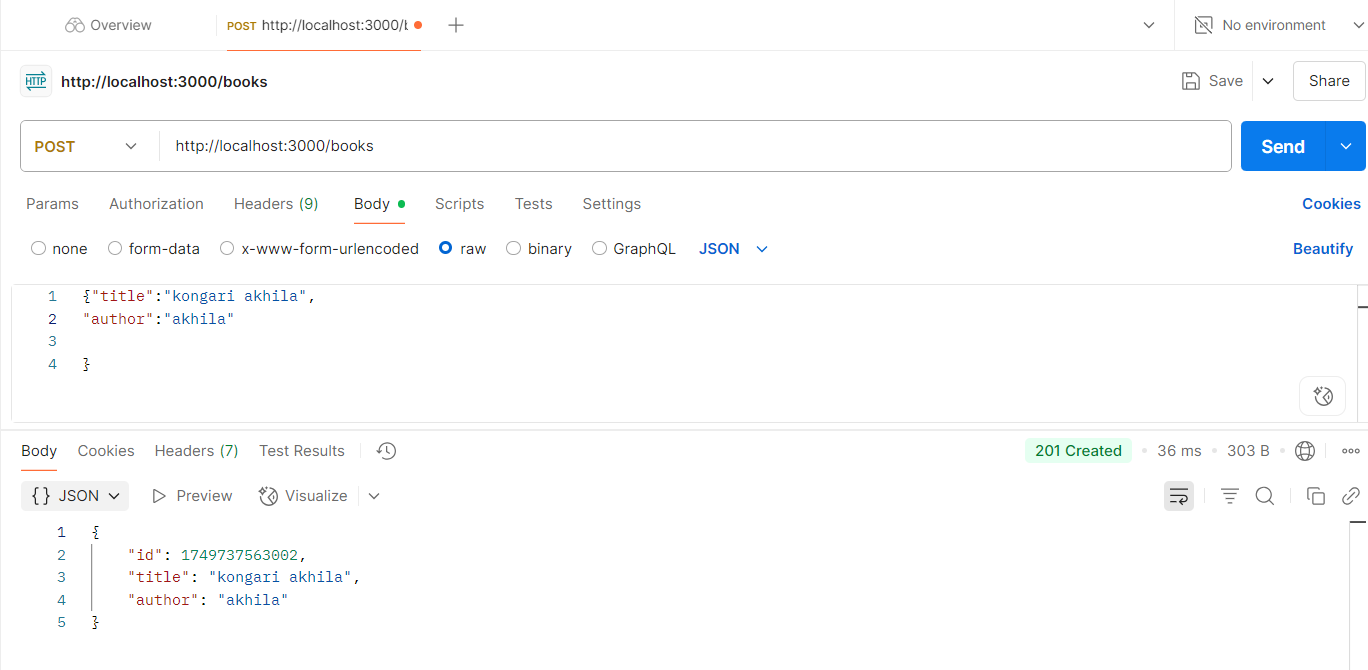 Overview
POST http://localhost:3000/b
No environment
HTTP http://localhost:3000/books
Save
Share
POST http://localhost:3000/books
Send
Params Authorization Headers (9) Body Scripts Tests Settings Cookies
none form-data x-www-form-urlencoded raw binary GraphQL JSON Beautify
1 {"title":"kongari akhila",
2 "author":"akhila"
3
4 }
Body Cookies Headers (7) Test Results 201 Created • 36 ms • 303 B •
{} JSON Preview Visualize
1 {
2 "id": 1749737563002,
3 "title": "kongari akhila",
4 "author": "akhila"
5 }